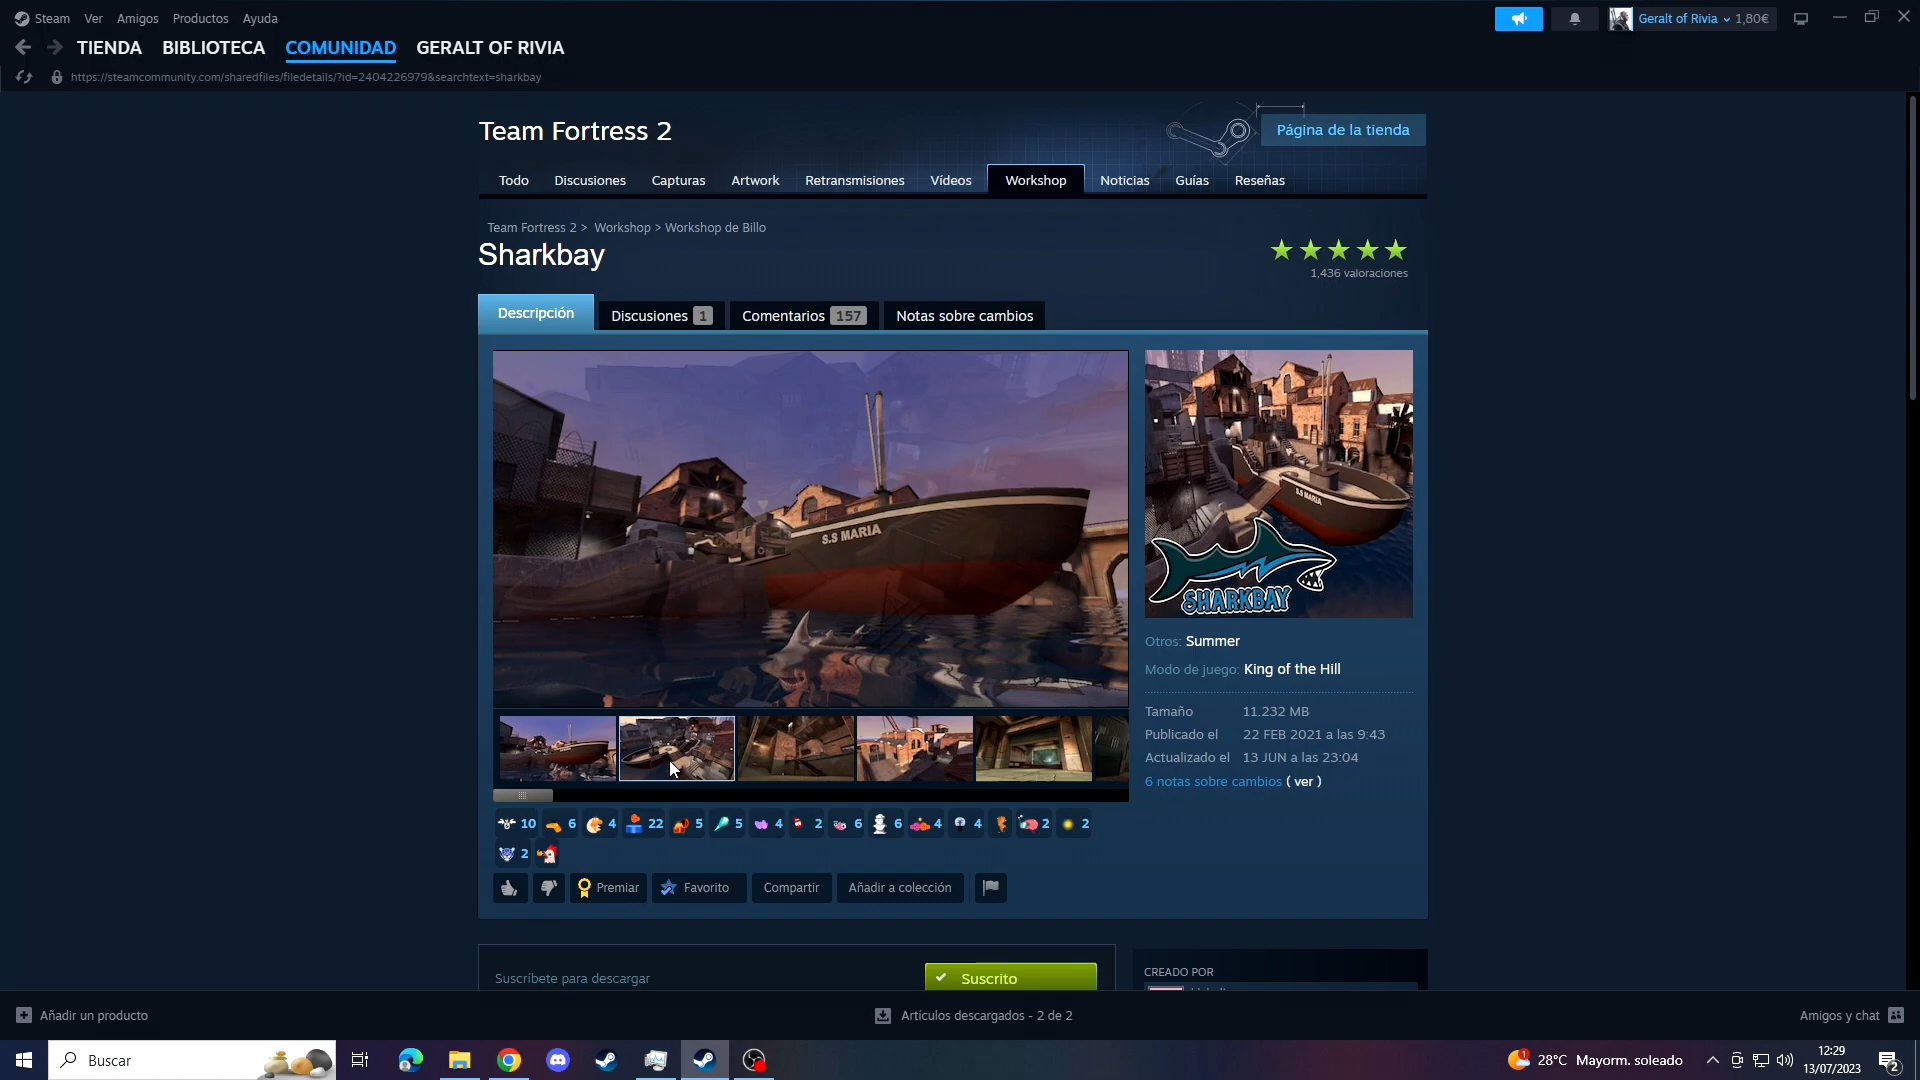 Steam Ver Amigos Productos Ayuda
Geralt of Rivia 1,80€
TIENDA BIBLIOTECA COMUNIDAD GERALT OF RIVIA
https://steamcommunity.com/sharedfiles/filedetails/?id=2404226979&searchtext=sharkbay
Team Fortress 2
Página de la tienda
Todo Discusiones Capturas Artwork Retransmisiones Vídeos Workshop Noticias Guías Reseñas
Team Fortress 2 > Workshop > Workshop de Billo
Sharkbay
1,436 valoraciones
Descripción Discusiones 1 Comentarios 157 Notas sobre cambios
S.S MARIA
S.S MARIA
SHARKBAY
Otros: Summer
Modo de juego: King of the Hill
Tamaño 11.232 MB
Publicado el 22 FEB 2021 a las 9:43
Actualizado el 13 JUN a las 23:04
6 notas sobre cambios ( ver )
10 6 4 22 5 5 4 2 6 6 4 4 2 2
2
Premiar Favorito Compartir Añadir a colección
Suscríbete para descargar
Suscrito
CREADO POR
Añadir un producto
Artículos descargados - 2 de 2
Amigos y chat
Buscar
1
28°C Mayorm. soleado
12:29
13/07/2023
2